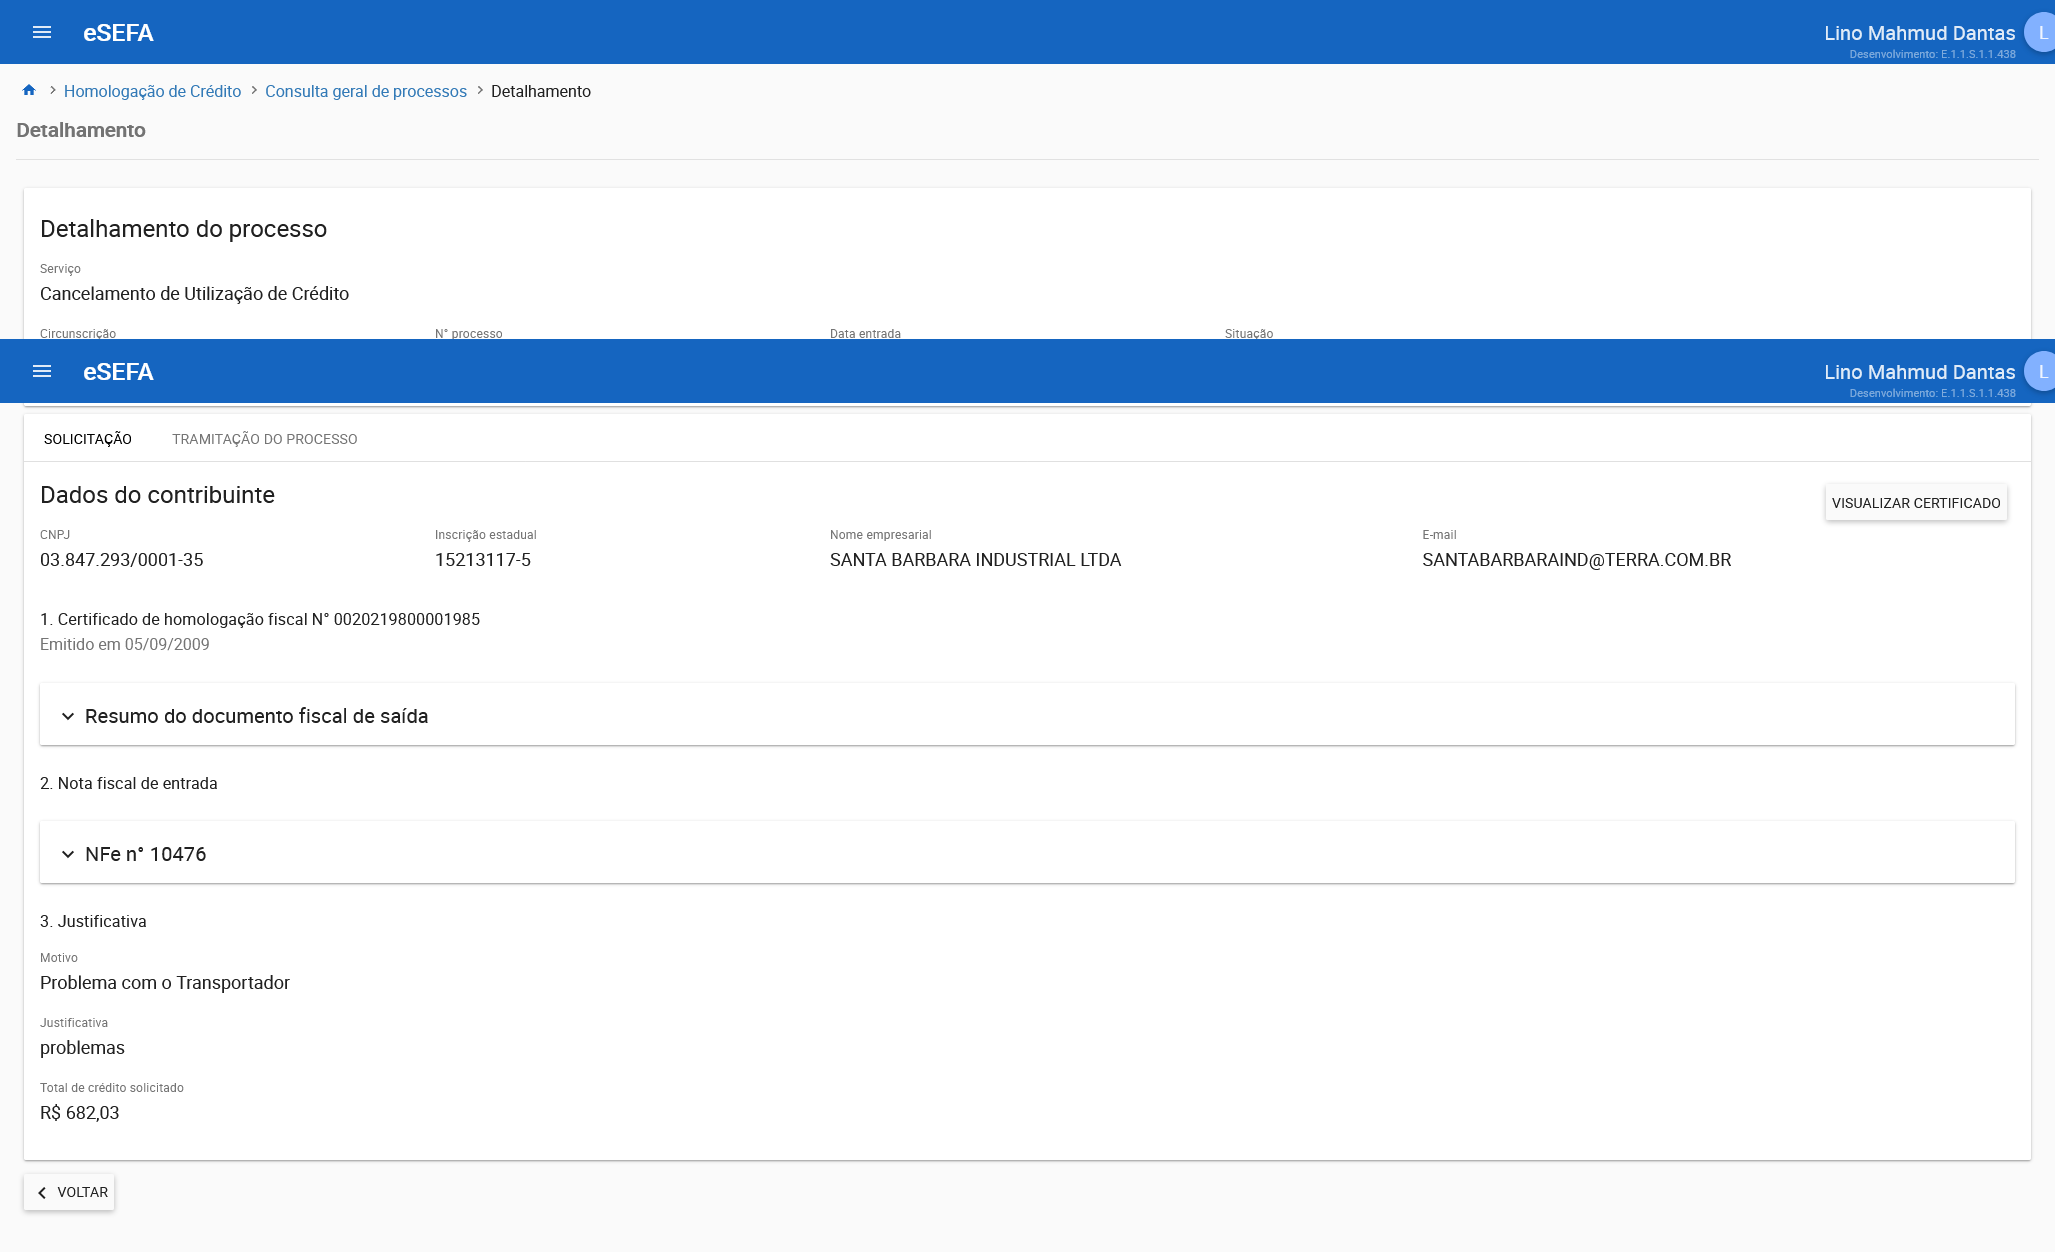 eSEFA
Lino Mahmud Dantas
L
Desenvolvimento: E.1.1.S.1.1.438
Homologação de Crédito
Consulta geral de processos
Detalhamento
Detalhamento
Detalhamento do processo
Serviço
Cancelamento de Utilização de Crédito
Circunscrição
N° processo
Data entrada
Situação
eSEFA
Lino Mahmud Dantas
L
Desenvolvimento: E.1.1.S.1.1.438
SOLICITAÇÃO
TRAMITAÇÃO DO PROCESSO
Dados do contribuinte
VISUALIZAR CERTIFICADO
CNPJ
03.847.293/0001-35
Inscrição estadual
15213117-5
Nome empresarial
SANTA BARBARA INDUSTRIAL LTDA
E-mail
SANTABARBARAIND@TERRA.COM.BR
1. Certificado de homologação fiscal N° 0020219800001985
Emitido em 05/09/2009
Resumo do documento fiscal de saída
2. Nota fiscal de entrada
NFe n° 10476
3. Justificativa
Motivo
Problema com o Transportador
Justificativa
problemas
Total de crédito solicitado
R$ 682,03
VOLTAR